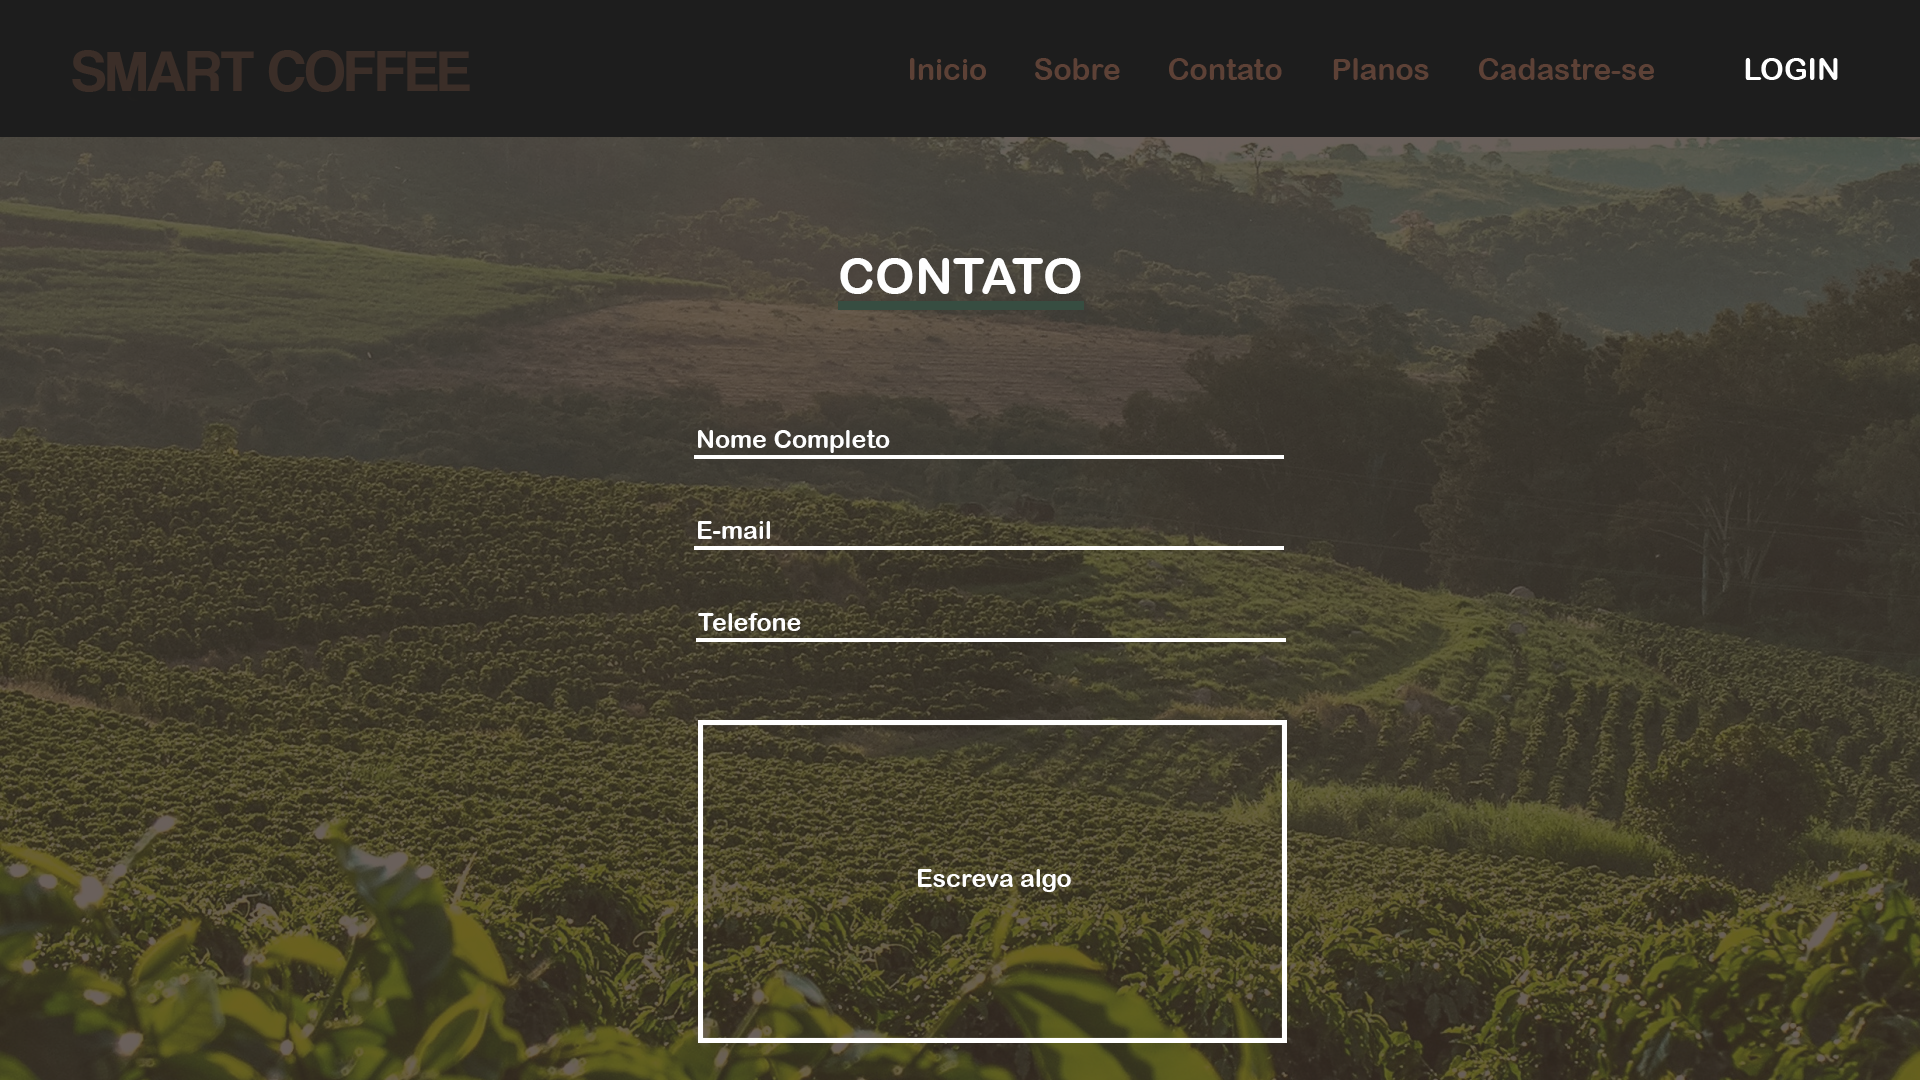 SMART COFFEE
Inicio Sobre Contato Planos Cadastre-se LOGIN
CONTATO
Nome Completo
E-mail
Telefone
Escreva algo